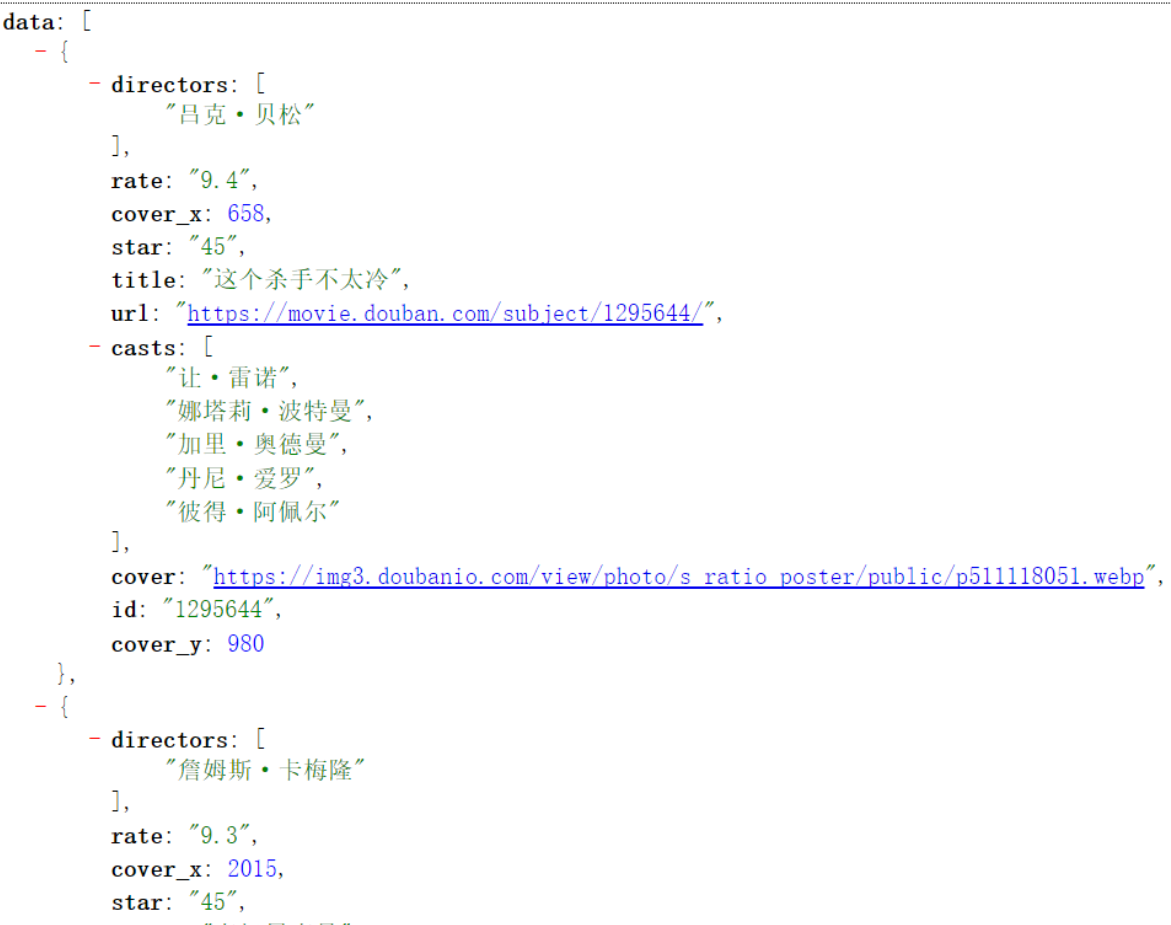 data: [
- {
- directors: [
"吕克·贝松"
],
rate: "9.4",
cover_x: 658,
star: "45",
title: "这个杀手不太冷",
url: "https://movie.douban.com/subject/1295644/",
- casts: [
"让·雷诺",
"娜塔莉·波特曼",
"加里·奥德曼",
"丹尼·爱罗",
"彼得·阿佩尔"
],
cover: "https://img3.doubanio.com/view/photo/s_ratio_poster/public/p511118051.webp",
id: "1295644",
cover_y: 980
},
- {
- directors: [
"詹姆斯·卡梅隆"
],
rate: "9.3",
cover_x: 2015,
star: "45",